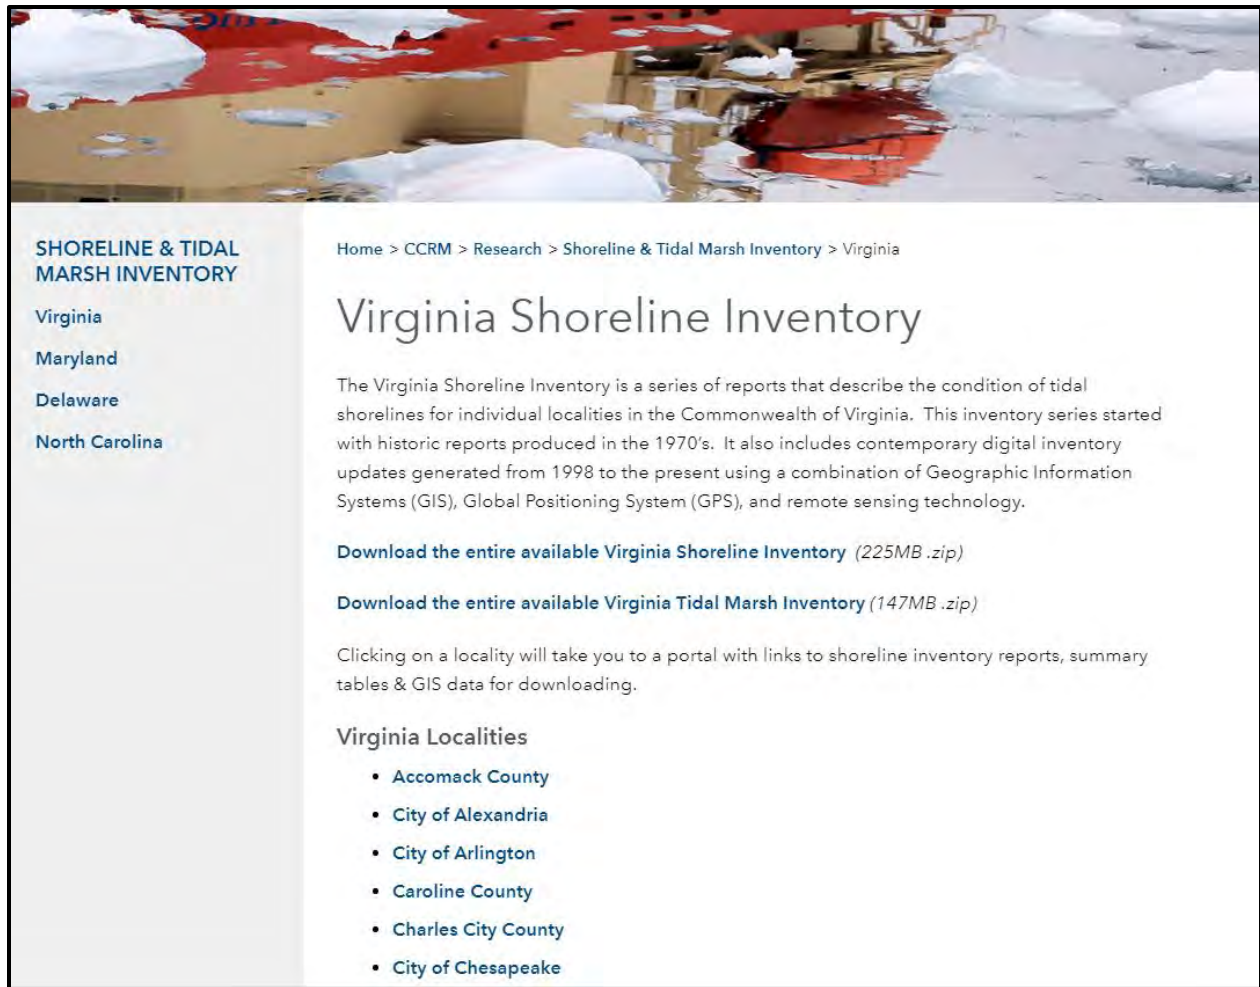 SHORELINE & TIDAL
MARSH INVENTORY
Virginia
Maryland
Delaware
North Carolina
Home > CCRM > Research > Shoreline & Tidal Marsh Inventory > Virginia
Virginia Shoreline Inventory
The Virginia Shoreline Inventory is a series of reports that describe the condition of tidal
shorelines for individual localities in the Commonwealth of Virginia.  This inventory series started
with historic reports produced in the 1970's.  It also includes contemporary digital inventory
updates generated from 1998 to the present using a combination of Geographic Information
Systems (GIS), Global Positioning System (GPS), and remote sensing technology.
Download the entire available Virginia Shoreline Inventory  (225MB .zip)
Download the entire available Virginia Tidal Marsh Inventory (147MB .zip)
Clicking on a locality will take you to a portal with links to shoreline inventory reports, summary
tables & GIS data for downloading.
Virginia Localities
• Accomack County
• City of Alexandria
• City of Arlington
• Caroline County
• Charles City County
• City of Chesapeake